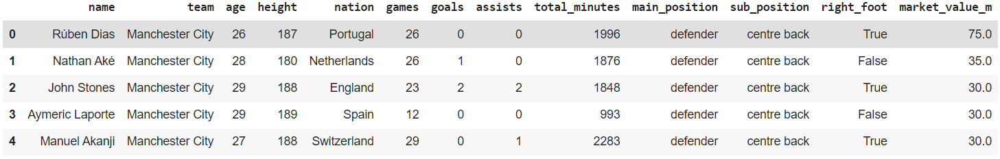 name team age height nation games goals assists total_minutes main_position sub_position right_foot market_value_m
0 Rúben Dias Manchester City 26 187 Portugal 26 0 0 1996 defender centre back True 75.0
1 Nathan Aké Manchester City 28 180 Netherlands 26 1 0 1876 defender centre back False 35.0
2 John Stones Manchester City 29 188 England 23 2 2 1848 defender centre back True 30.0
3 Aymeric Laporte Manchester City 29 189 Spain 12 0 0 993 defender centre back False 30.0
4 Manuel Akanji Manchester City 27 188 Switzerland 29 0 1 2283 defender centre back True 30.0